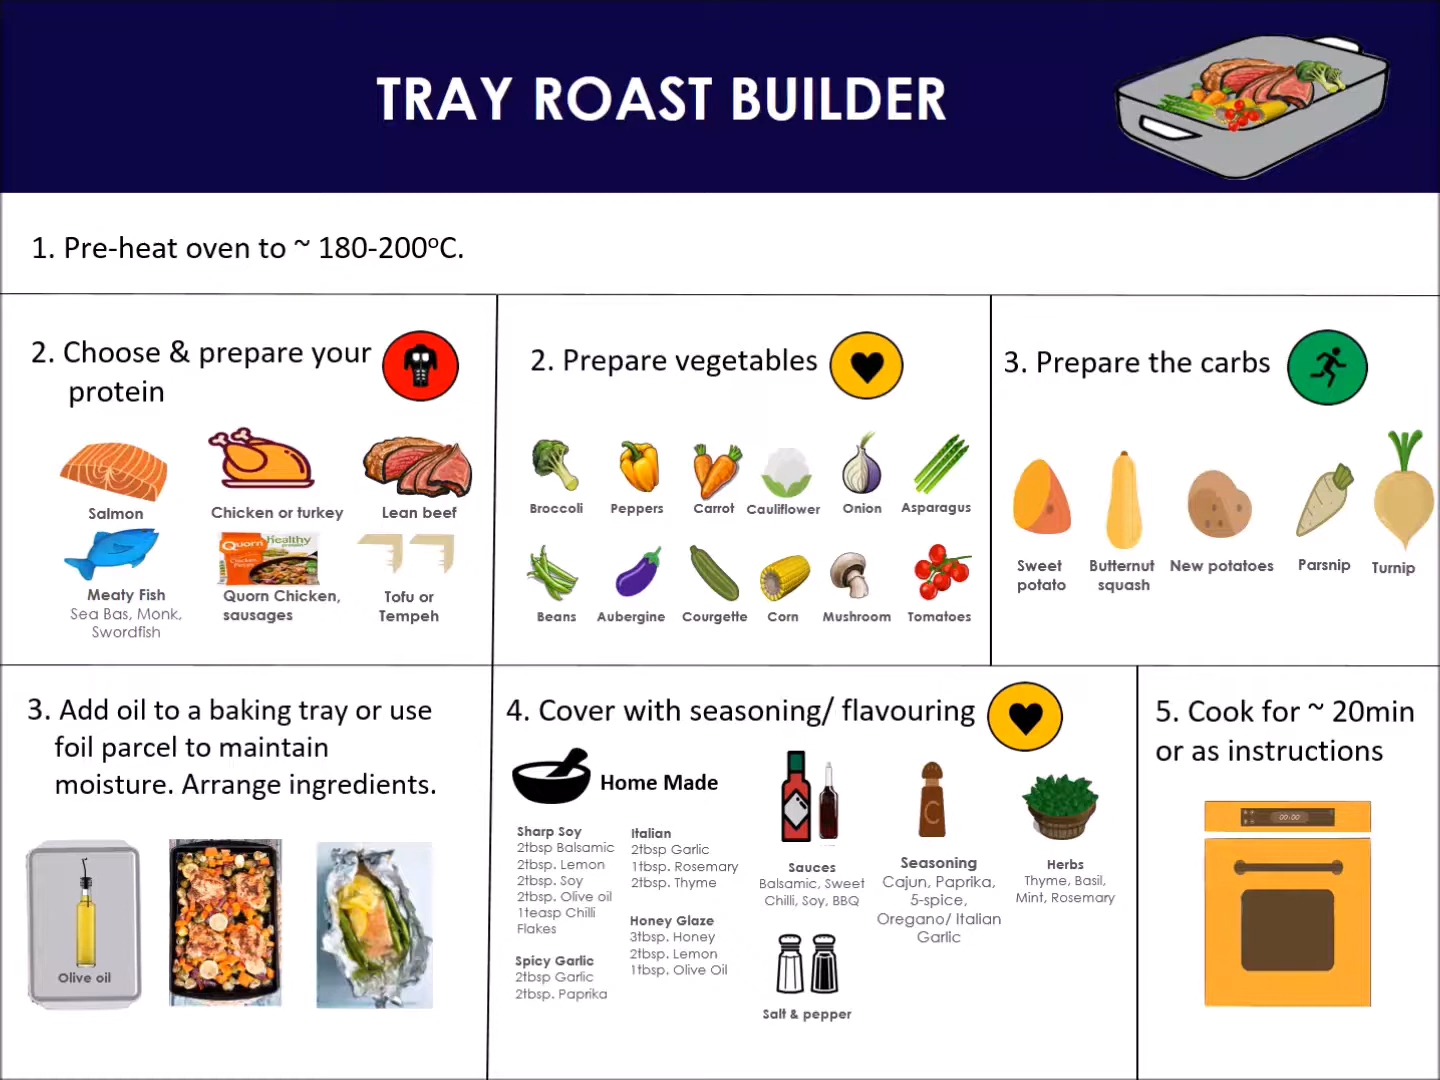 TRAY ROAST BUILDER
1. Pre-heat oven to ~ 180-200°C.
2. Choose & prepare your
protein
Salmon
Chicken or turkey
Lean beef
Quorn
Healthy
Meaty Fish
Sea Bas, Monk,
Swordfish
Quorn Chicken,
sausages
Tofu or
Tempeh
2. Prepare vegetables
Broccoli
Peppers
Carrot
Cauliflower
Onion
Asparagus
Beans
Aubergine
Courgette
Corn
Mushroom
Tomatoes
3. Prepare the carbs
Sweet
potato
Butternut
squash
New potatoes
Parsnip
Turnip
3. Add oil to a baking tray or use
foil parcel to maintain
moisture. Arrange ingredients.
Olive oil
4. Cover with seasoning/ flavouring
Home Made
Sharp Soy
2tbsp Balsamic
2tbsp. Lemon
2tbsp. Soy
2tbsp. Olive oil
1teasp Chilli
Flakes
Spicy Garlic
2tbsp Garlic
2tbsp. Paprika
Italian
2tbsp Garlic
1tbsp. Rosemary
2tbsp. Thyme
Honey Glaze
3tbsp. Honey
2tbsp. Lemon
1tbsp. Olive Oil
Sauces
Balsamic, Sweet
Chilli, Soy, BBQ
Salt & pepper
C
Seasoning
Cajun, Paprika,
5-spice,
Oregano/ Italian
Garlic
Herbs
Thyme, Basil,
Mint, Rosemary
5. Cook for ~ 20min
or as instructions
00:00